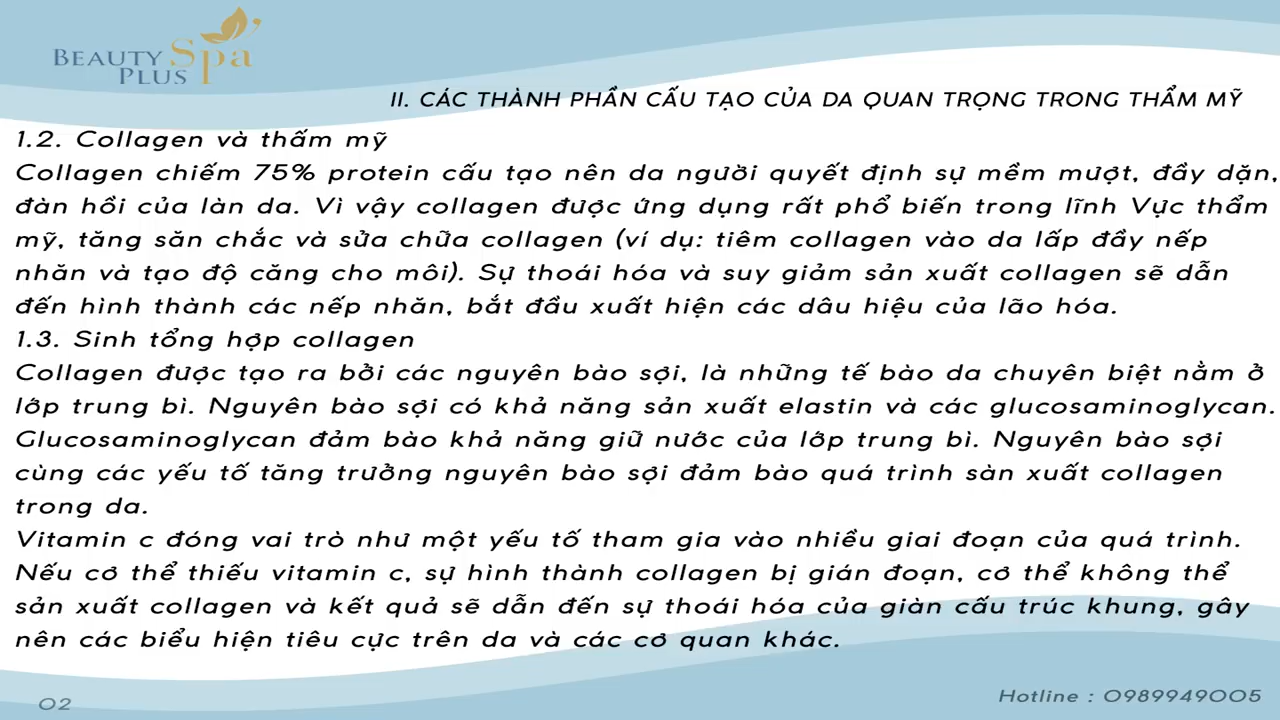 BEAUTY Spa
PLUS
II. CÁC THÀNH PHẦN CẤU TẠO CỦA DA QUAN TRỌNG TRONG THẨM MỸ
1.2. Collagen và thấm mỹ
Collagen chiếm 75% protein cấu tạo nên da người quyết định sự mềm mượt, đầy dặn,
đàn hồi của làn da. Vì vậy collagen được ứng dụng rất phổ biến trong lĩnh Vực thẩm
mỹ, tăng săn chắc và sửa chữa collagen (ví dụ: tiêm collagen vào da lấp đầy nếp
nhăn và tạo độ căng cho môi). Sự thoái hóa và suy giảm sản xuất collagen sẽ dẫn
đến hình thành các nếp nhăn, bắt đầu xuất hiện các dâu hiệu của lão hóa.
1.3. Sinh tổng hợp collagen
Collagen được tạo ra bởi các nguyên bào sợi, là những tế bào da chuyên biệt nằm ở
lớp trung bì. Nguyên bào sợi có khả năng sản xuất elastin và các glucosaminoglycan.
Glucosaminoglycan đảm bào khả năng giữ nước của lớp trung bì. Nguyên bào sợi
cùng các yếu tố tăng trưởng nguyên bào sợi đảm bào quá trình sàn xuất collagen
trong da.
Vitamin c đóng vai trò như một yếu tố tham gia vào nhiều giai đoạn của quá trình.
Nếu cơ thể thiếu vitamin c, sự hình thành collagen bị gián đoạn, cơ thể không thể
sản xuất collagen và kết quả sẽ dẫn đến sự thoái hóa của giàn cấu trúc khung, gây
nên các biểu hiện tiêu cực trên da và các cơ quan khác.
02
Hotline : 0989949005